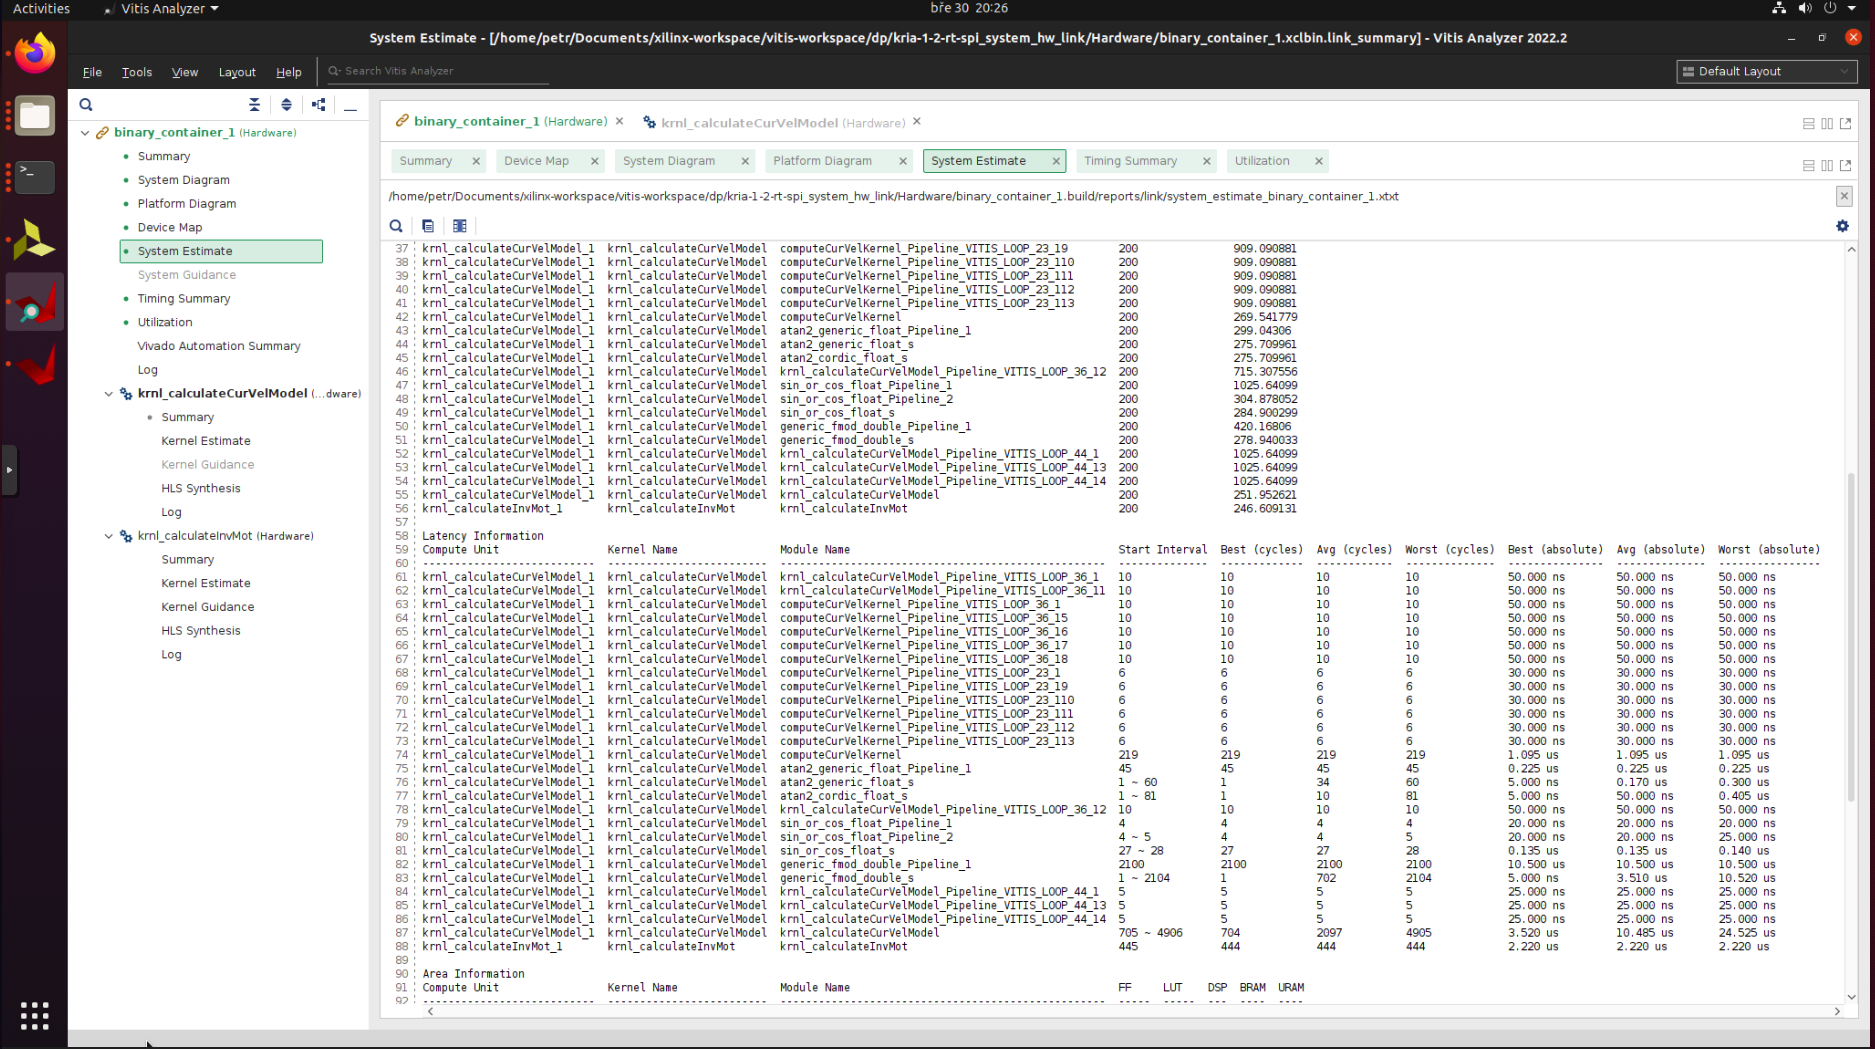 Activities
Vitis Analyzer
bře 30 20:26
System Estimate - [/home/petr/Documents/xilinx-workspace/vitis-workspace/dp/kria-1-2-rt-spi_system_hw_link/Hardware/binary_container_1.xclbin.link_summary] - Vitis Analyzer 2022.2
File Tools View Layout Help
Search Vitis Analyzer
Default Layout
binary_container_1 (Hardware)
Summary
System Diagram
Platform Diagram
Device Map
System Estimate
System Guidance
Timing Summary
Utilization
Vivado Automation Summary
Log
krnl_calculateCurVelModel (...dware)
Summary
Kernel Estimate
Kernel Guidance
HLS Synthesis
Log
krnl_calculateInvMot (Hardware)
Summary
Kernel Estimate
Kernel Guidance
HLS Synthesis
Log
binary_container_1 (Hardware) krnl_calculateCurVelModel (Hardware)
Summary Device Map System Diagram Platform Diagram System Estimate Timing Summary Utilization
/home/petr/Documents/xilinx-workspace/vitis-workspace/dp/kria-1-2-rt-spi_system_hw_link/Hardware/binary_container_1.build/reports/link/system_estimate_binary_container_1.xtxt
37 krnl_calculateCurVelModel_1 krnl_calculateCurVelModel computeCurVelKernel_Pipeline_VITIS_LOOP_23_19 200 909.090881
38 krnl_calculateCurVelModel_1 krnl_calculateCurVelModel computeCurVelKernel_Pipeline_VITIS_LOOP_23_110 200 909.090881
39 krnl_calculateCurVelModel_1 krnl_calculateCurVelModel computeCurVelKernel_Pipeline_VITIS_LOOP_23_111 200 909.090881
40 krnl_calculateCurVelModel_1 krnl_calculateCurVelModel computeCurVelKernel_Pipeline_VITIS_LOOP_23_112 200 909.090881
41 krnl_calculateCurVelModel_1 krnl_calculateCurVelModel computeCurVelKernel_Pipeline_VITIS_LOOP_23_113 200 909.090881
42 krnl_calculateCurVelModel_1 krnl_calculateCurVelModel computeCurVelKernel 200 269.541779
43 krnl_calculateCurVelModel_1 krnl_calculateCurVelModel atan2_generic_float_Pipeline_1 200 299.04306
44 krnl_calculateCurVelModel_1 krnl_calculateCurVelModel atan2_generic_float_s 200 275.709961
45 krnl_calculateCurVelModel_1 krnl_calculateCurVelModel atan2_cordic_float_s 200 275.709961
46 krnl_calculateCurVelModel_1 krnl_calculateCurVelModel krnl_calculateCurVelModel_Pipeline_VITIS_LOOP_36_12 200 715.307556
47 krnl_calculateCurVelModel_1 krnl_calculateCurVelModel sin_or_cos_float_Pipeline_1 200 1025.64099
48 krnl_calculateCurVelModel_1 krnl_calculateCurVelModel sin_or_cos_float_Pipeline_2 200 304.878052
49 krnl_calculateCurVelModel_1 krnl_calculateCurVelModel sin_or_cos_float_s 200 284.900299
50 krnl_calculateCurVelModel_1 krnl_calculateCurVelModel generic_fmod_double_Pipeline_1 200 420.16806
51 krnl_calculateCurVelModel_1 krnl_calculateCurVelModel generic_fmod_double_s 200 278.940033
52 krnl_calculateCurVelModel_1 krnl_calculateCurVelModel krnl_calculateCurVelModel_Pipeline_VITIS_LOOP_44_1 200 1025.64099
53 krnl_calculateCurVelModel_1 krnl_calculateCurVelModel krnl_calculateCurVelModel_Pipeline_VITIS_LOOP_44_13 200 1025.64099
54 krnl_calculateCurVelModel_1 krnl_calculateCurVelModel krnl_calculateCurVelModel_Pipeline_VITIS_LOOP_44_14 200 1025.64099
55 krnl_calculateCurVelModel_1 krnl_calculateCurVelModel krnl_calculateCurVelModel 200 251.952621
56 krnl_calculateInvMot_1 krnl_calculateInvMot krnl_calculateInvMot 200 246.609131
57
58 Latency Information
59 Compute Unit Kernel Name Module Name Start Interval Best (cycles) Avg (cycles) Worst (cycles) Best (absolute) Avg (absolute) Worst (absolute)
60 --------------------------- ------------------------- --------------------------------------------------- -------------- ------------- ------------ -------------- --------------- -------------- ----------------
61 krnl_calculateCurVelModel_1 krnl_calculateCurVelModel krnl_calculateCurVelModel_Pipeline_VITIS_LOOP_36_1 10 10 10 10 50.000 ns 50.000 ns 50.000 ns
62 krnl_calculateCurVelModel_1 krnl_calculateCurVelModel krnl_calculateCurVelModel_Pipeline_VITIS_LOOP_36_11 10 10 10 10 50.000 ns 50.000 ns 50.000 ns
63 krnl_calculateCurVelModel_1 krnl_calculateCurVelModel computeCurVelKernel_Pipeline_VITIS_LOOP_36_1 10 10 10 10 50.000 ns 50.000 ns 50.000 ns
64 krnl_calculateCurVelModel_1 krnl_calculateCurVelModel computeCurVelKernel_Pipeline_VITIS_LOOP_36_15 10 10 10 10 50.000 ns 50.000 ns 50.000 ns
65 krnl_calculateCurVelModel_1 krnl_calculateCurVelModel computeCurVelKernel_Pipeline_VITIS_LOOP_36_16 10 10 10 10 50.000 ns 50.000 ns 50.000 ns
66 krnl_calculateCurVelModel_1 krnl_calculateCurVelModel computeCurVelKernel_Pipeline_VITIS_LOOP_36_17 10 10 10 10 50.000 ns 50.000 ns 50.000 ns
67 krnl_calculateCurVelModel_1 krnl_calculateCurVelModel computeCurVelKernel_Pipeline_VITIS_LOOP_36_18 10 10 10 10 50.000 ns 50.000 ns 50.000 ns
68 krnl_calculateCurVelModel_1 krnl_calculateCurVelModel computeCurVelKernel_Pipeline_VITIS_LOOP_23_1 6 6 6 6 30.000 ns 30.000 ns 30.000 ns
69 krnl_calculateCurVelModel_1 krnl_calculateCurVelModel computeCurVelKernel_Pipeline_VITIS_LOOP_23_19 6 6 6 6 30.000 ns 30.000 ns 30.000 ns
70 krnl_calculateCurVelModel_1 krnl_calculateCurVelModel computeCurVelKernel_Pipeline_VITIS_LOOP_23_110 6 6 6 6 30.000 ns 30.000 ns 30.000 ns
71 krnl_calculateCurVelModel_1 krnl_calculateCurVelModel computeCurVelKernel_Pipeline_VITIS_LOOP_23_111 6 6 6 6 30.000 ns 30.000 ns 30.000 ns
72 krnl_calculateCurVelModel_1 krnl_calculateCurVelModel computeCurVelKernel_Pipeline_VITIS_LOOP_23_112 6 6 6 6 30.000 ns 30.000 ns 30.000 ns
73 krnl_calculateCurVelModel_1 krnl_calculateCurVelModel computeCurVelKernel_Pipeline_VITIS_LOOP_23_113 6 6 6 6 30.000 ns 30.000 ns 30.000 ns
74 krnl_calculateCurVelModel_1 krnl_calculateCurVelModel computeCurVelKernel 219 219 219 219 1.095 us 1.095 us 1.095 us
75 krnl_calculateCurVelModel_1 krnl_calculateCurVelModel atan2_generic_float_Pipeline_1 45 45 45 45 0.225 us 0.225 us 0.225 us
76 krnl_calculateCurVelModel_1 krnl_calculateCurVelModel atan2_generic_float_s 1 ~ 60 1 34 60 5.000 ns 0.170 us 0.300 us
77 krnl_calculateCurVelModel_1 krnl_calculateCurVelModel atan2_cordic_float_s 1 ~ 81 1 10 81 5.000 ns 50.000 ns 0.405 us
78 krnl_calculateCurVelModel_1 krnl_calculateCurVelModel krnl_calculateCurVelModel_Pipeline_VITIS_LOOP_36_12 10 10 10 10 50.000 ns 50.000 ns 50.000 ns
79 krnl_calculateCurVelModel_1 krnl_calculateCurVelModel sin_or_cos_float_Pipeline_1 4 4 4 4 20.000 ns 20.000 ns 20.000 ns
80 krnl_calculateCurVelModel_1 krnl_calculateCurVelModel sin_or_cos_float_Pipeline_2 4 ~ 5 4 4 5 20.000 ns 20.000 ns 25.000 ns
81 krnl_calculateCurVelModel_1 krnl_calculateCurVelModel sin_or_cos_float_s 27 ~ 28 27 27 28 0.135 us 0.135 us 0.140 us
82 krnl_calculateCurVelModel_1 krnl_calculateCurVelModel generic_fmod_double_Pipeline_1 2100 2100 2100 2100 10.500 us 10.500 us 10.500 us
83 krnl_calculateCurVelModel_1 krnl_calculateCurVelModel generic_fmod_double_s 1 ~ 2104 1 702 2104 5.000 ns 3.510 us 10.520 us
84 krnl_calculateCurVelModel_1 krnl_calculateCurVelModel krnl_calculateCurVelModel_Pipeline_VITIS_LOOP_44_1 5 5 5 5 25.000 ns 25.000 ns 25.000 ns
85 krnl_calculateCurVelModel_1 krnl_calculateCurVelModel krnl_calculateCurVelModel_Pipeline_VITIS_LOOP_44_13 5 5 5 5 25.000 ns 25.000 ns 25.000 ns
86 krnl_calculateCurVelModel_1 krnl_calculateCurVelModel krnl_calculateCurVelModel_Pipeline_VITIS_LOOP_44_14 5 5 5 5 25.000 ns 25.000 ns 25.000 ns
87 krnl_calculateCurVelModel_1 krnl_calculateCurVelModel krnl_calculateCurVelModel 705 ~ 4906 704 2097 4905 3.520 us 10.485 us 24.525 us
88 krnl_calculateInvMot_1 krnl_calculateInvMot krnl_calculateInvMot 445 444 444 444 2.220 us 2.220 us 2.220 us
89
90 Area Information
91 Compute Unit Kernel Name Module Name FF LUT DSP BRAM URAM
92 --------------------------- ------------------------- --------------------------------------------------- ----- ----- --- ---- ----